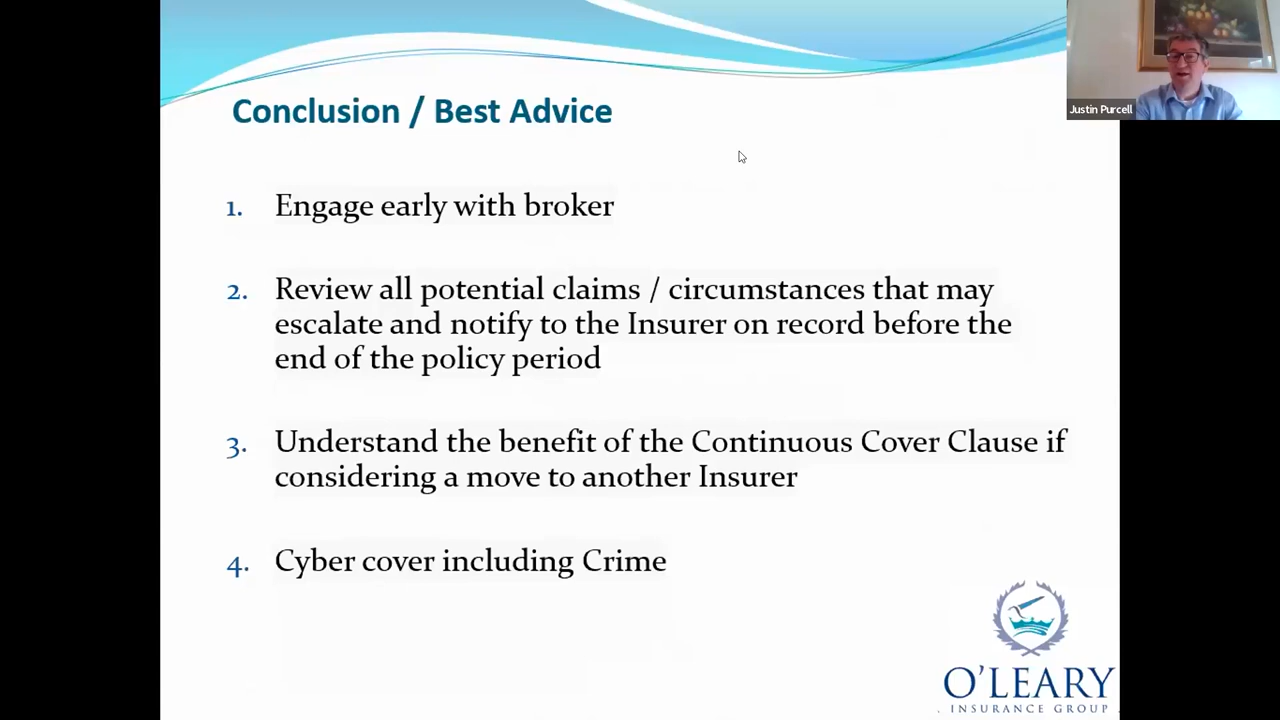 Conclusion / Best Advice
Justin Purcell
1. Engage early with broker
2. Review all potential claims / circumstances that may
escalate and notify to the Insurer on record before the
end of the policy period
3. Understand the benefit of the Continuous Cover Clause if
considering a move to another Insurer
4. Cyber cover including Crime
O'LEARY
INSURANCE GROUP